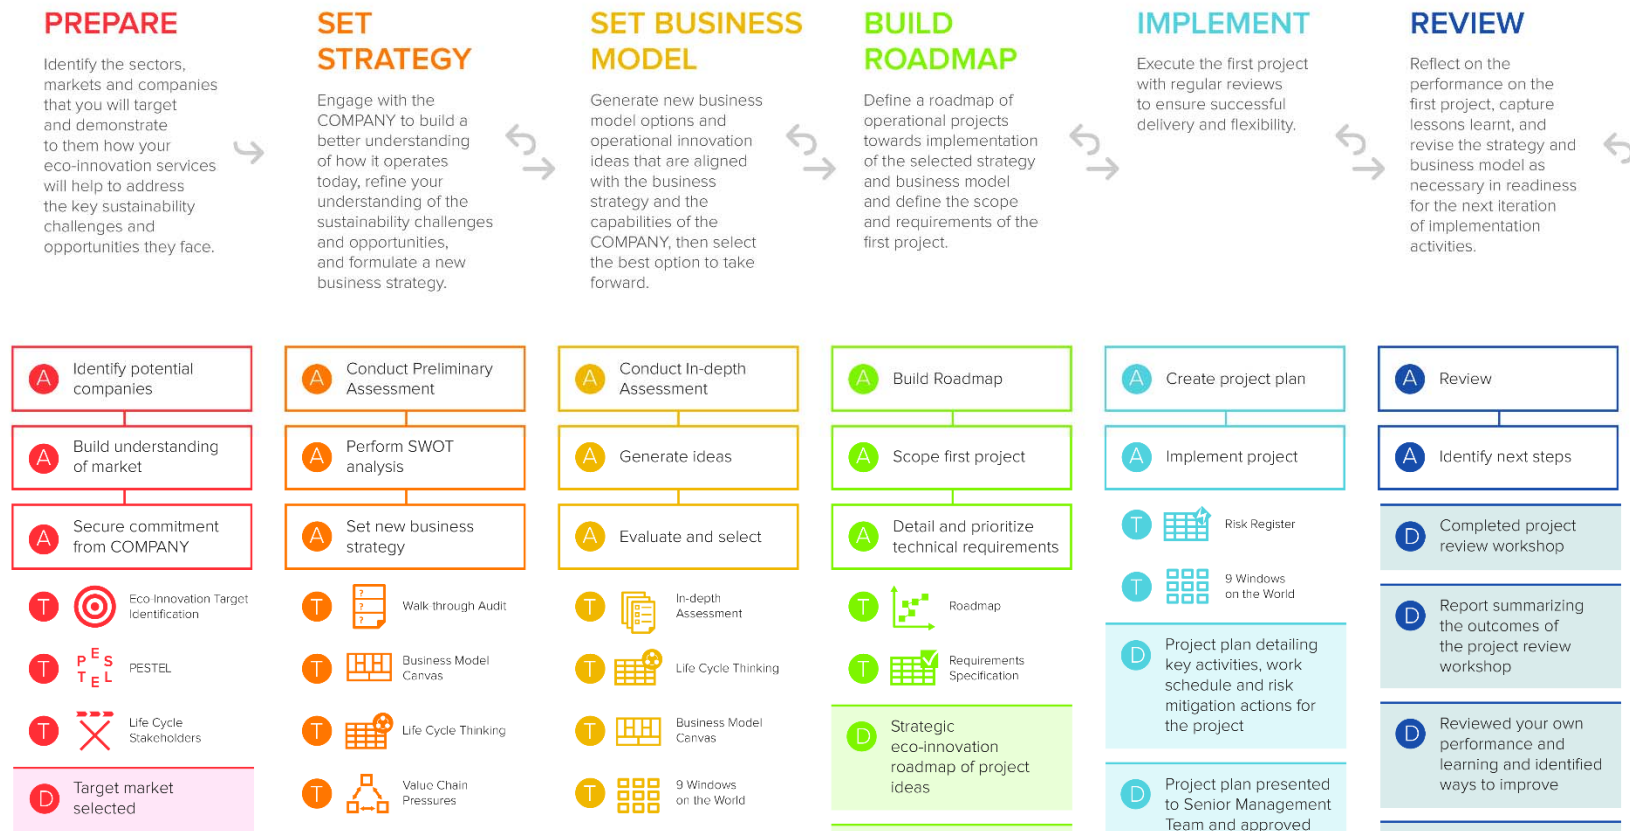 PREPARE
Identify the sectors,
markets and companies
that you will target
and demonstrate
to them how your
eco-innovation services
will help to address
the key sustainability
challenges and
opportunities they face.
SET
STRATEGY
Engage with the
COMPANY to build a
better understanding
of how it operates
today, refine your
understanding of the
sustainability challenges
and opportunities,
and formulate a new
business strategy.
SET BUSINESS
MODEL
Generate new business
model options and
operational innovation
ideas that are aligned
with the business
strategy and the
capabilities of the
COMPANY, then select
the best option to take
forward.
BUILD
ROADMAP
Define a roadmap of
operational projects
towards implementation
of the selected strategy
and business model
and define the scope
and requirements of the
first project.
IMPLEMENT
Execute the first project
with regular reviews
to ensure successful
delivery and flexibility.
REVIEW
Reflect on the
performance on the
first project, capture
lessons learnt, and
revise the strategy and
business model as
necessary in readiness
for the next iteration
of implementation
activities.
A
Identify potential
companies
A
Build understanding
of market
A
Secure commitment
from COMPANY
T
Eco-Innovation Target
Identification
T
P E S
T E L
PESTEL
T
Life Cycle
Stakeholders
D
Target market
selected
A
Conduct Preliminary
Assessment
A
Perform SWOT
analysis
A
Set new business
strategy
T
?
?
?
Walk through Audit
T
Business Model
Canvas
T
Life Cycle Thinking
T
Value Chain
Pressures
A
Conduct In-depth
Assessment
A
Generate ideas
A
Evaluate and select
T
In-depth
Assessment
T
Life Cycle Thinking
T
Business Model
Canvas
T
9 Windows
on the World
A
Build Roadmap
A
Scope first project
A
Detail and prioritize
technical requirements
T
Roadmap
T
Requirements
Specification
D
Strategic
eco-innovation
roadmap of project
ideas
A
Create project plan
A
Implement project
T
Risk Register
T
9 Windows
on the World
D
Project plan detailing
key activities, work
schedule and risk
mitigation actions for
the project
D
Project plan presented
to Senior Management
Team and approved
A
Review
A
Identify next steps
D
Completed project
review workshop
D
Report summarizing
the outcomes of
the project review
workshop
D
Reviewed your own
performance and
learning and identified
ways to improve